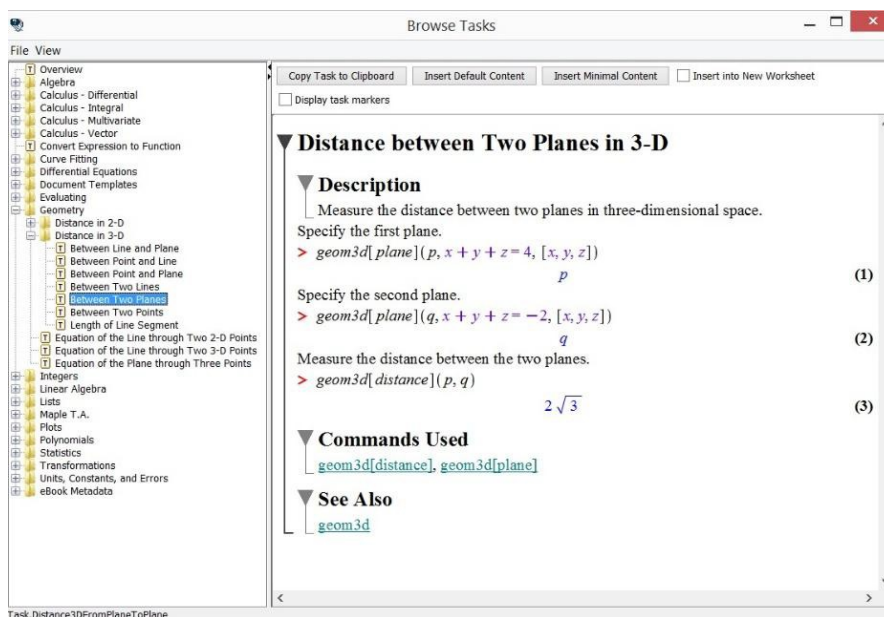 Browse Tasks
File View
Overview
Algebra
Calculus - Differential
Calculus - Integral
Calculus - Multivariate
Calculus - Vector
Convert Expression to Function
Curve Fitting
Differential Equations
Document Templates
Evaluating
Geometry
Distance in 2-D
Distance in 3-D
Between Line and Plane
Between Point and Line
Between Point and Plane
Between Two Lines
Between Two Planes
Between Two Points
Length of Line Segment
Equation of the Line through Two 2-D Points
Equation of the Line through Two 3-D Points
Equation of the Plane through Three Points
Integers
Linear Algebra
Lists
Maple T.A.
Plots
Polynomials
Statistics
Transformations
Units, Constants, and Errors
eBook Metadata
Copy Task to Clipboard Insert Default Content Insert Minimal Content Insert into New Worksheet
Display task markers
Distance between Two Planes in 3-D
Description
Measure the distance between two planes in three-dimensional space.
Specify the first plane.
> geom3d[plane](p, x + y + z = 4, [x, y, z])
p (1)
Specify the second plane.
> geom3d[plane](q, x + y + z = −2, [x, y, z])
q (2)
Measure the distance between the two planes.
> geom3d[distance](p, q)
2√3 (3)
Commands Used
geom3d[distance], geom3d[plane]
See Also
geom3d
Task Distance3DFromPlaneToPlane